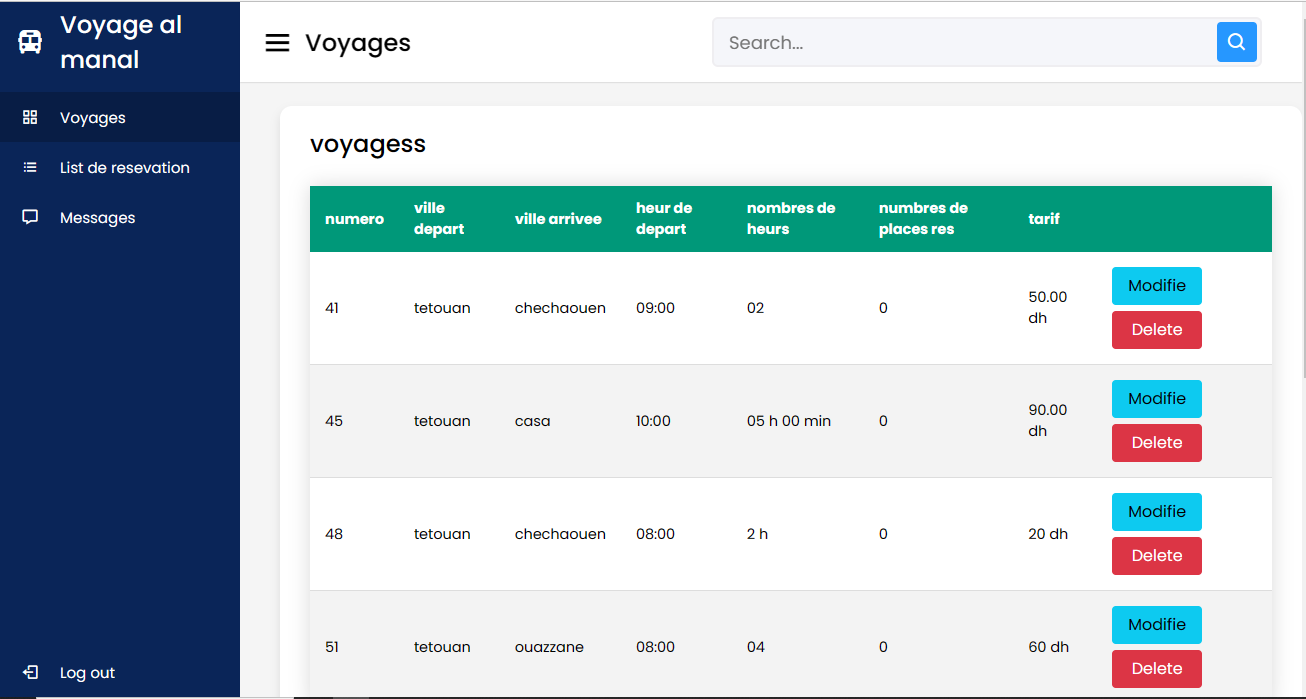 Voyage al
manal
Voyages
List de resevation
Messages
Log out
Voyages
Search...
voyagess
numero ville depart ville arrivee heur de depart nombres de heurs numbres de places res tarif
41 tetouan chechaouen 09:00 02 0 50.00 dh Modifie Delete
45 tetouan casa 10:00 05 h 00 min 0 90.00 dh Modifie Delete
48 tetouan chechaouen 08:00 2 h 0 20 dh Modifie Delete
51 tetouan ouazzane 08:00 04 0 60 dh Modifie Delete